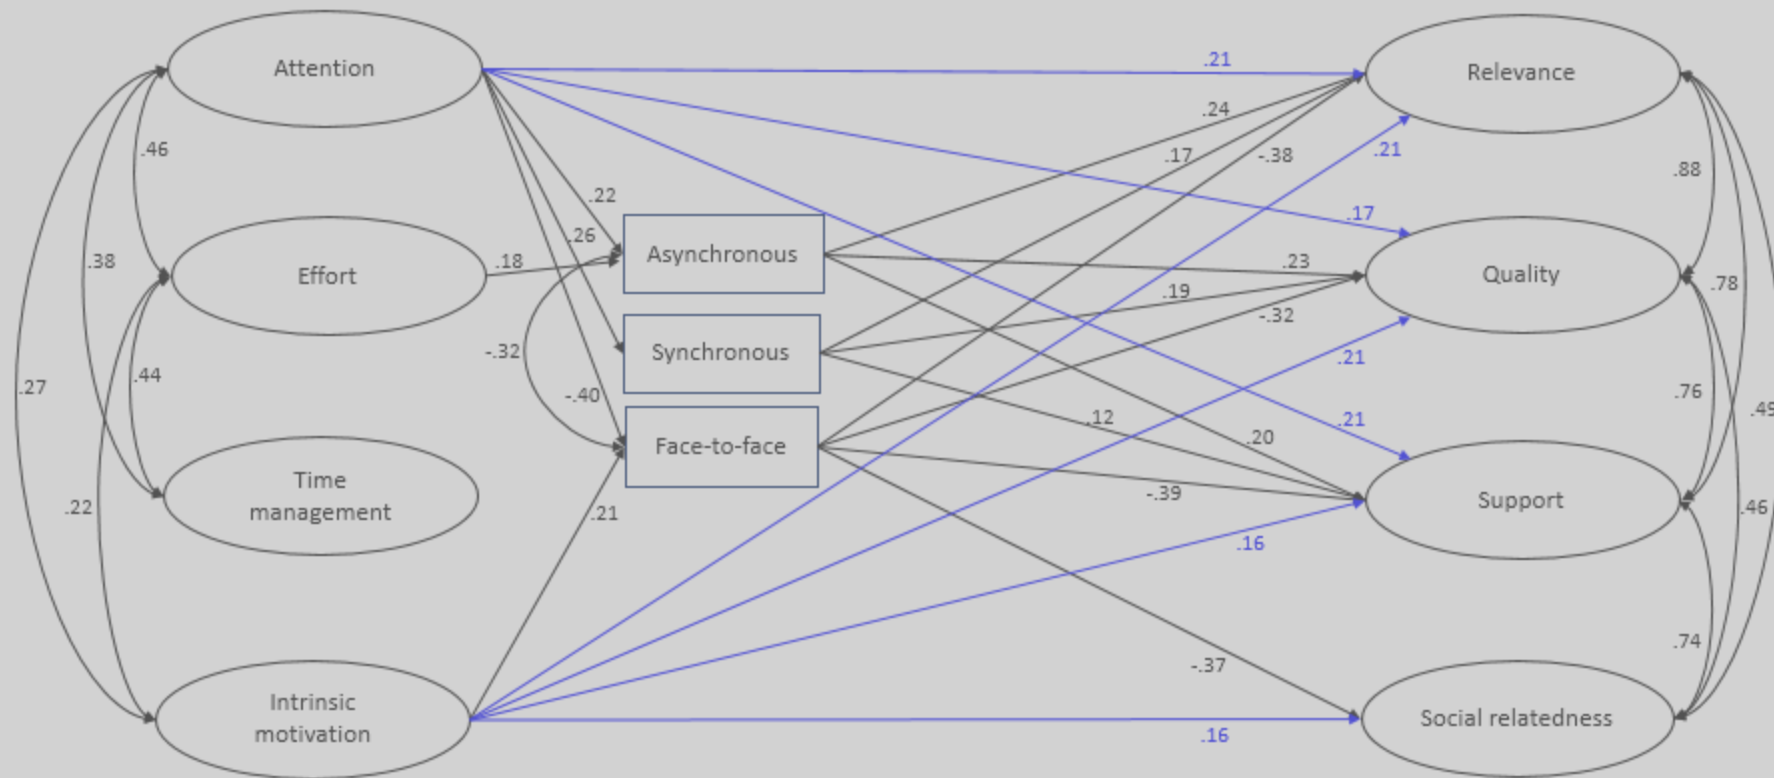 Attention
.21
Relevance
.24
.46
.17
-.38
.21
.88
.22
.17
.26
Asynchronous
.38
Effort
.18
.23
Quality
.78
.19
-.32
-.32
Synchronous
.21
.44
.27
.76
.49
-.40
.12
.21
.20
Face-to-face
Time
management
-.39
Support
.22
.21
.46
.16
.74
-.37
Intrinsic
motivation
Social relatedness
.16